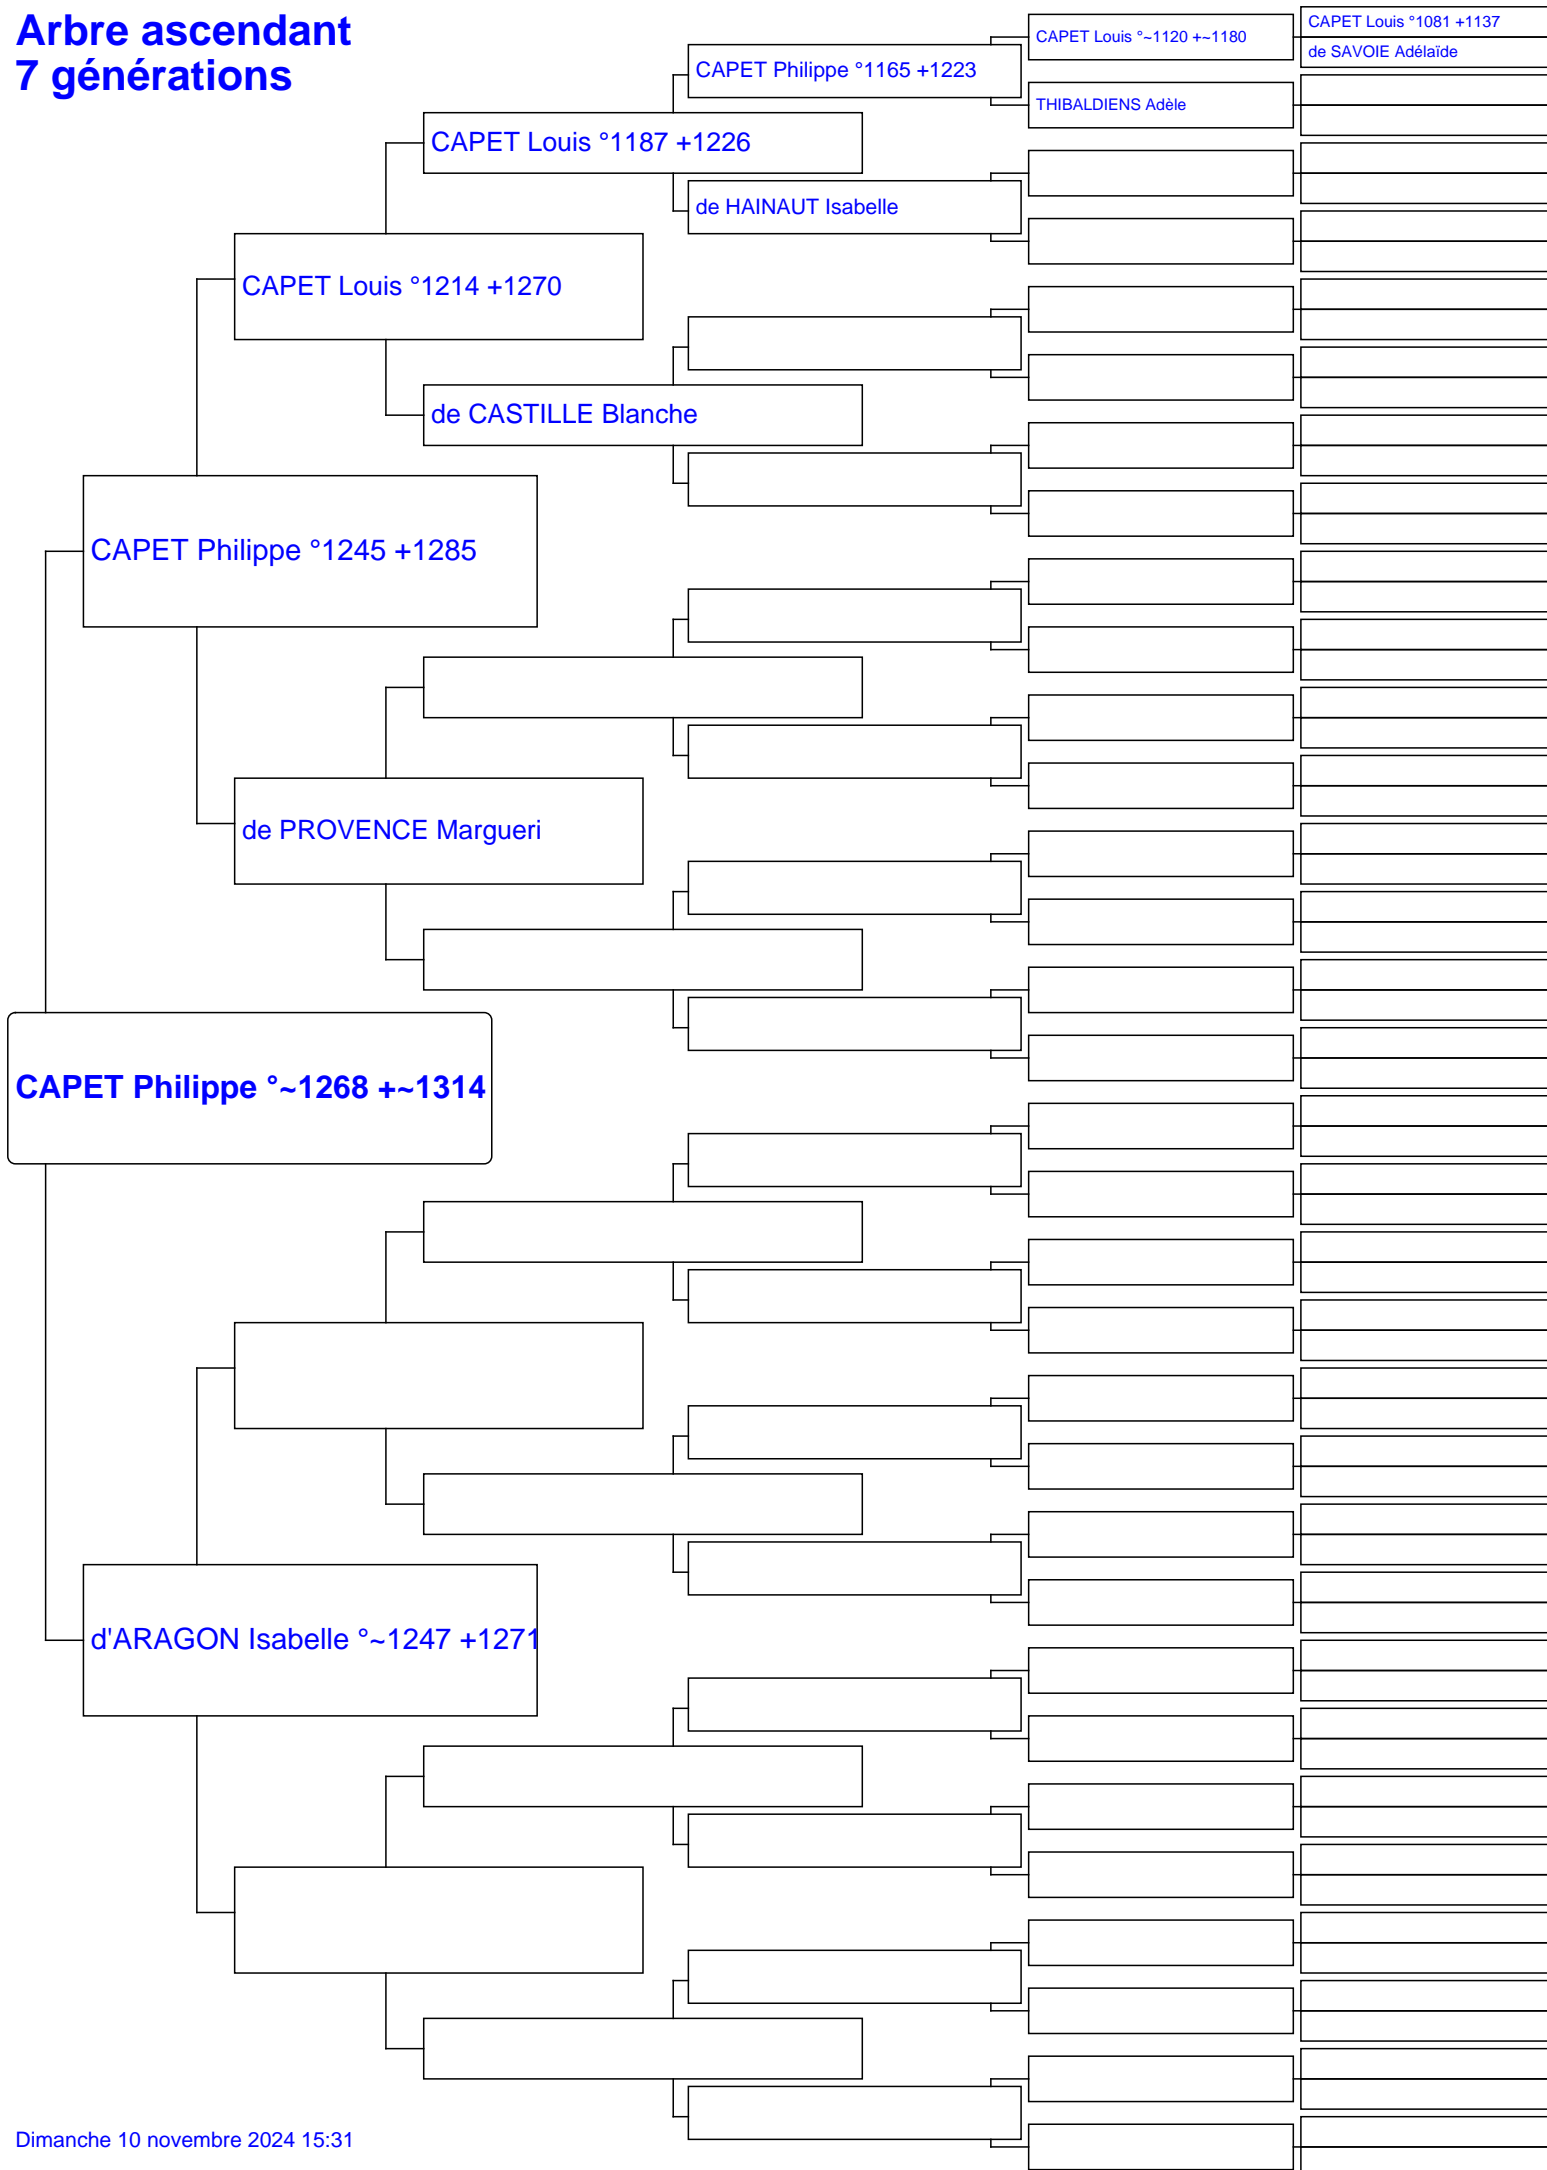 Arbre ascendant
7 générations
CAPET Louis °1081 +1137
CAPET Louis °~1120 +~1180
de SAVOIE Adélaïde
CAPET Philippe °1165 +1223
THIBALDIENS Adèle
CAPET Louis °1187 +1226
de HAINAUT Isabelle
CAPET Louis °1214 +1270
de CASTILLE Blanche
CAPET Philippe °1245 +1285
de PROVENCE Margueri
CAPET Philippe °~1268 +~1314
d'ARAGON Isabelle °~1247 +1271
Dimanche 10 novembre 2024 15:31